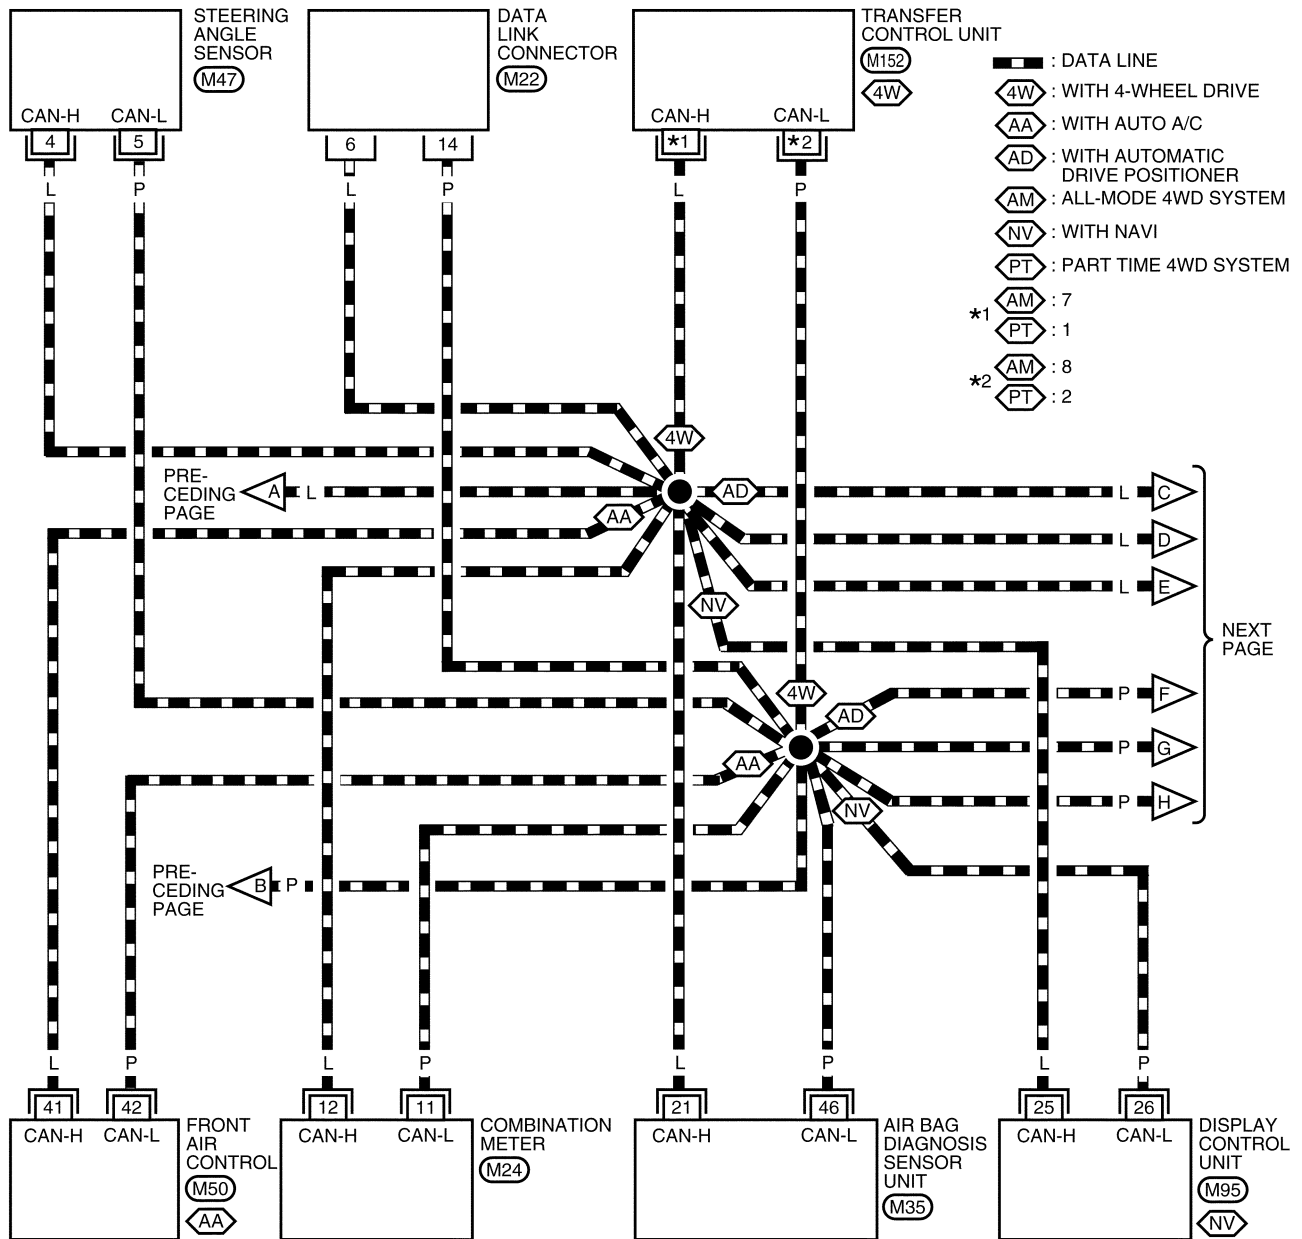 STEERING
ANGLE
SENSOR
M47
CAN-H CAN-L
4 5
L P
DATA
LINK
CONNECTOR
M22
6 14
L P
TRANSFER
CONTROL UNIT
M152
4W
CAN-H CAN-L
*1 *2
L P
: DATA LINE
4W : WITH 4-WHEEL DRIVE
AA : WITH AUTO A/C
AD : WITH AUTOMATIC
DRIVE POSITIONER
AM : ALL-MODE 4WD SYSTEM
NV : WITH NAVI
PT : PART TIME 4WD SYSTEM
*1
AM : 7
PT : 1
*2
AM : 8
PT : 2
4W
PRE-
CEDING
PAGE
A L
AD
L C
AA
L D
L E
NV
NEXT
PAGE
4W
AD
P F
AA
P G
NV
P H
PRE-
CEDING
PAGE
B P
L P L P L P L P
41 42
CAN-H CAN-L
FRONT
AIR
CONTROL
M50
AA
12 11
CAN-H CAN-L
COMBINATION
METER
M24
21 46
CAN-H CAN-L
AIR BAG
DIAGNOSIS
SENSOR
UNIT
M35
25 26
CAN-H CAN-L
DISPLAY
CONTROL
UNIT
M95
NV